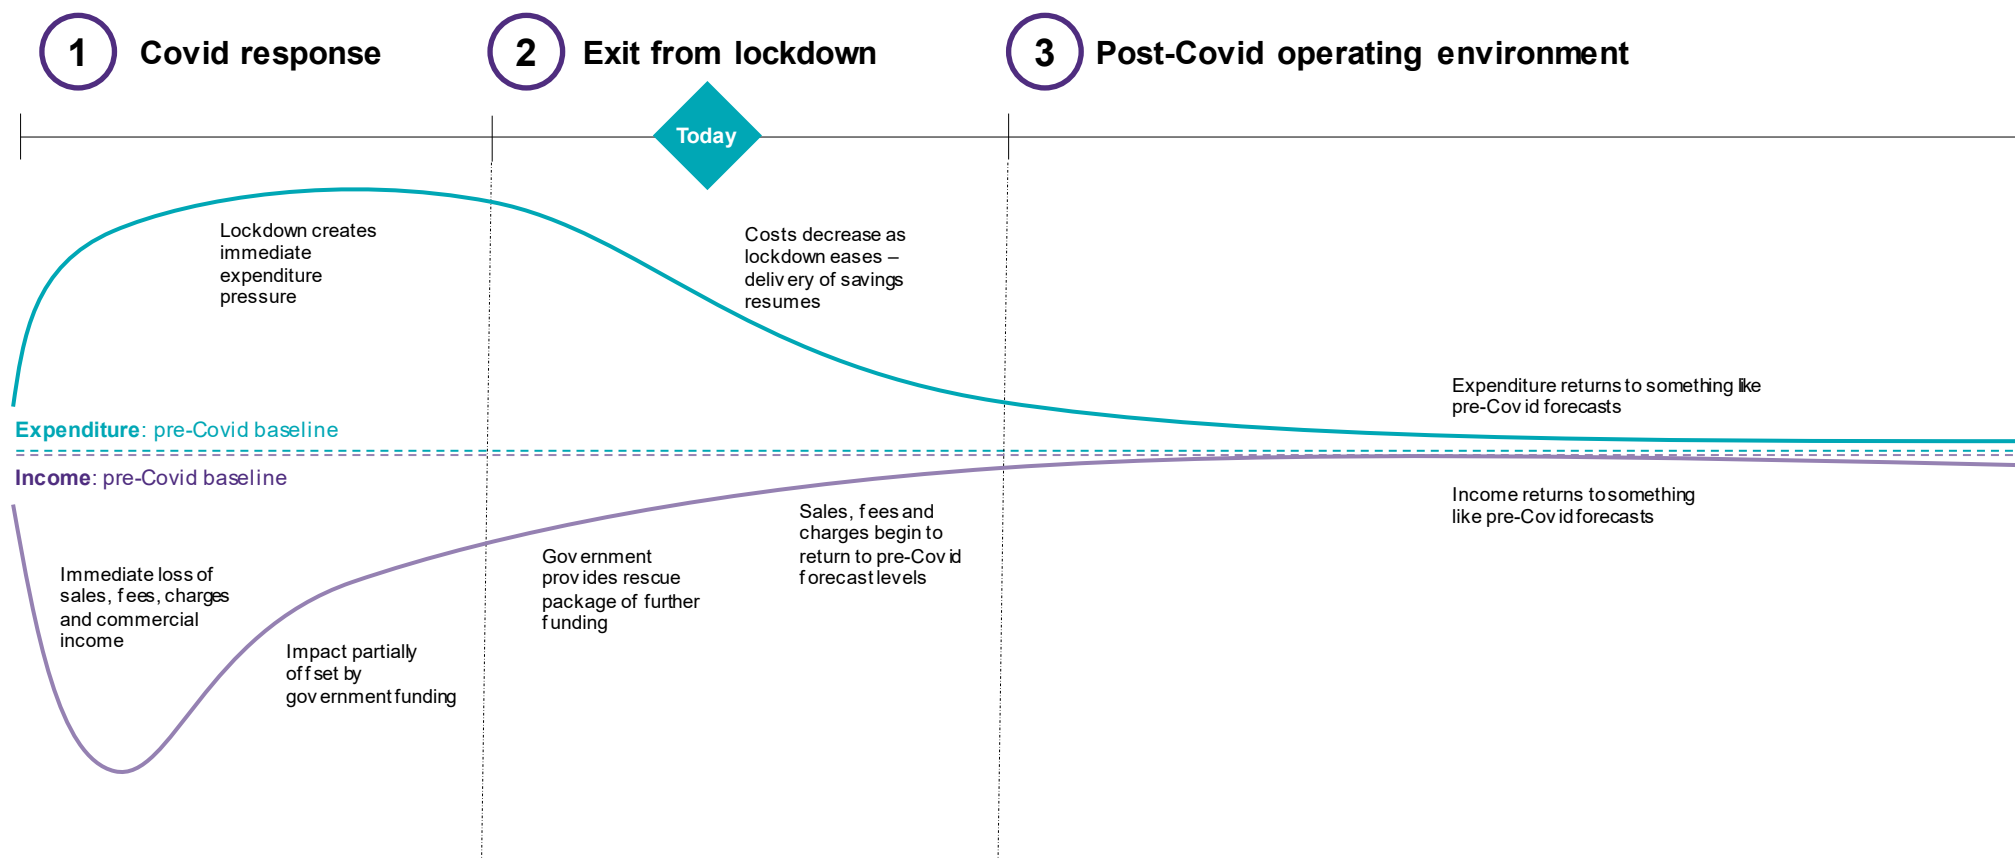 1 Covid response
2 Exit from lockdown
3 Post-Covid operating environment
Today
Lockdown creates
immediate
expenditure
pressure
Costs decrease as
lockdown eases –
delivery of savings
resumes
Expenditure returns to something like
pre-Covid forecasts
Expenditure: pre-Covid baseline
Income: pre-Covid baseline
Immediate loss of
sales, fees, charges
and commercial
income
Impact partially
offset by
government funding
Government
provides rescue
package of further
funding
Sales, fees and
charges begin to
return to pre-Covid
forecast levels
Income returns to something
like pre-Covid forecasts